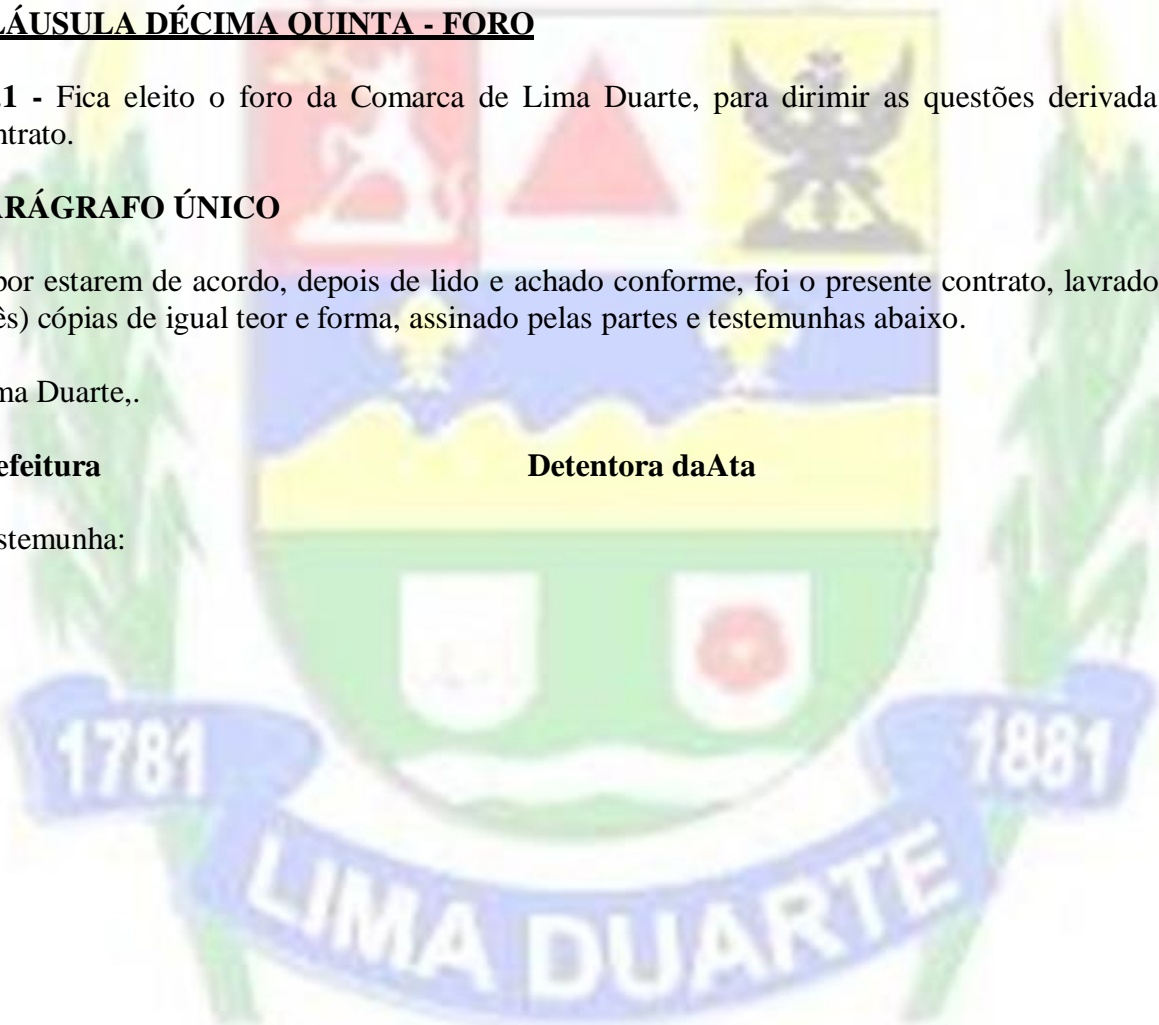 LÁUSULA DÉCIMA QUINTA - FORO
.1 - Fica eleito o foro da Comarca de Lima Duarte, para dirimir as questões derivada
ntrato.
ARÁGRAFO ÚNICO
por estarem de acordo, depois de lido e achado conforme, foi o presente contrato, lavrado
ês) cópias de igual teor e forma, assinado pelas partes e testemunhas abaixo.
ma Duarte,.
efeitura Detentora daAta
stemunha:
1781 1881
LIMA DUARTE